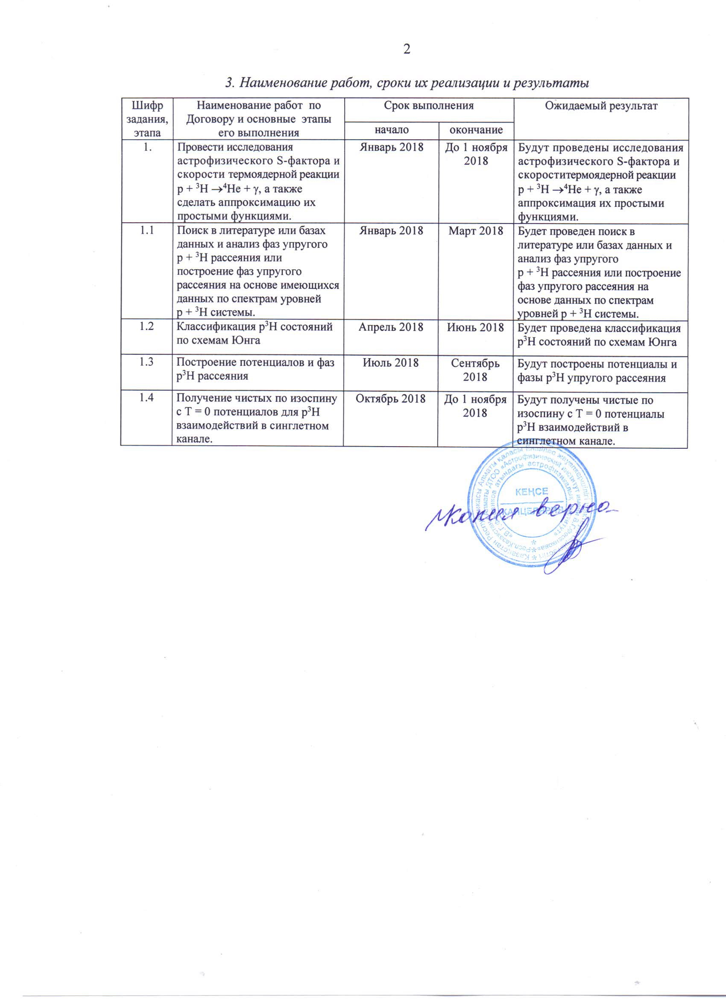 2
3. Наименование работ, сроки их реализации и результаты
Шифр
задания,
этапа
Наименование работ по
Договору и основные этапы
его выполнения
Срок выполнения
начало
окончание
Ожидаемый результат
1.
Провести исследования
астрофизического S-фактора и
скорости термоядерной реакции
p + ³H →⁴He + γ, а также
сделать аппроксимацию их
простыми функциями.
Январь 2018
До 1 ноября
2018
Будут проведены исследования
астрофизического S-фактора и
скороститермоядерной реакции
p + ³H →⁴He + γ, а также
аппроксимация их простыми
функциями.
1.1
Поиск в литературе или базах
данных и анализ фаз упругого
p + ³H рассеяния или
построение фаз упругого
рассеяния на основе имеющихся
данных по спектрам уровней
p + ³H системы.
Январь 2018
Март 2018
Будет проведен поиск в
литературе или базах данных и
анализ фаз упругого
p + ³H рассеяния или построение
фаз упругого рассеяния на
основе данных по спектрам
уровней p + ³H системы.
1.2
Классификация p³H состояний
по схемам Юнга
Апрель 2018
Июнь 2018
Будет проведена классификация
p³H состояний по схемам Юнга
1.3
Построение потенциалов и фаз
p³H рассеяния
Июль 2018
Сентябрь
2018
Будут построены потенциалы и
фазы p³H упругого рассеяния
1.4
Получение чистых по изоспину
с T = 0 потенциалов для p³H
взаимодействий в синглетном
канале.
Октябрь 2018
До 1 ноября
2018
Будут получены чистые по
изоспину с T = 0 потенциалы
p³H взаимодействий в
синглетном канале.
КЕҢСЕ
КАНЦЕЛЯРИЯ
Копия верно